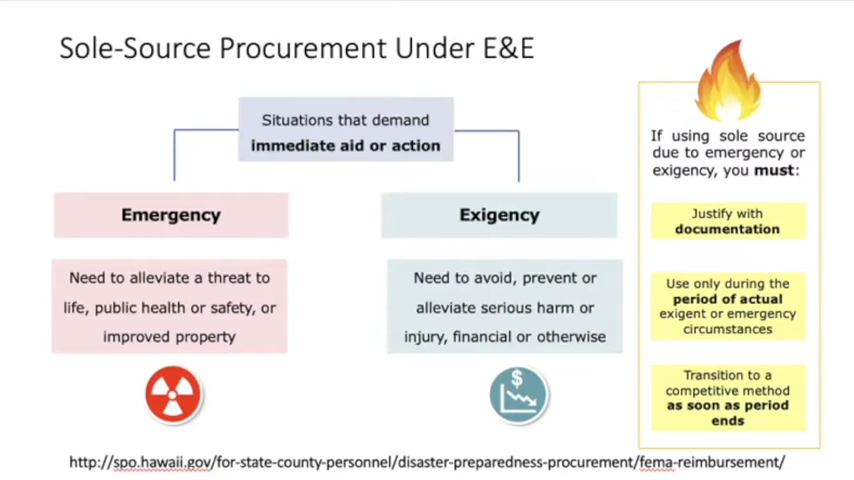 Sole-Source Procurement Under E&E
Situations that demand
immediate aid or action
Emergency
Need to alleviate a threat to
life, public health or safety, or
improved property
Exigency
Need to avoid, prevent or
alleviate serious harm or
injury, financial or otherwise
$
If using sole source
due to emergency or
exigency, you must:
Justify with
documentation
Use only during the
period of actual
exigent or emergency
circumstances
Transition to a
competitive method
as soon as period
ends
http://spo.hawaii.gov/for-state-county-personnel/disaster-preparedness-procurement/fema-reimbursement/